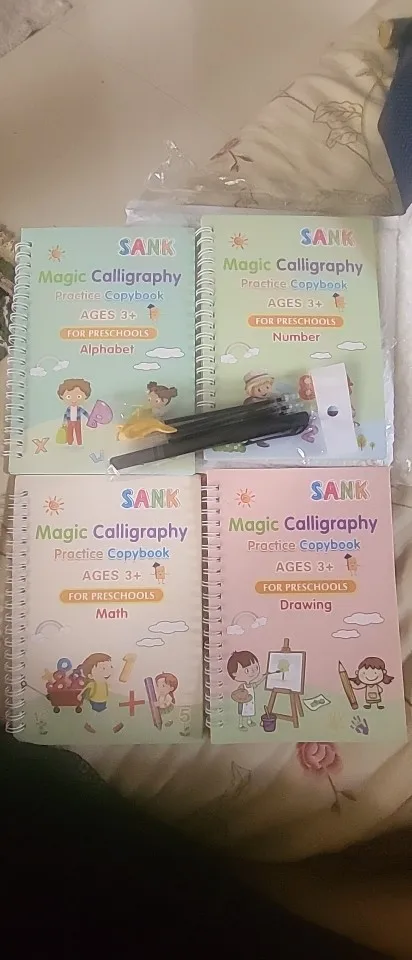 SANK
Magic Calligraphy
Practice Copybook
AGES 3+
FOR PRESCHOOLS
Alphabet
SANK
Magic Calligraphy
Practice Copybook
AGES 3+
FOR PRESCHOOLS
Number
SANK
Magic Calligraphy
Practice Copybook
AGES 3+
FOR PRESCHOOLS
Math
SANK
Magic Calligraphy
Practice Copybook
AGES 3+
FOR PRESCHOOLS
Drawing